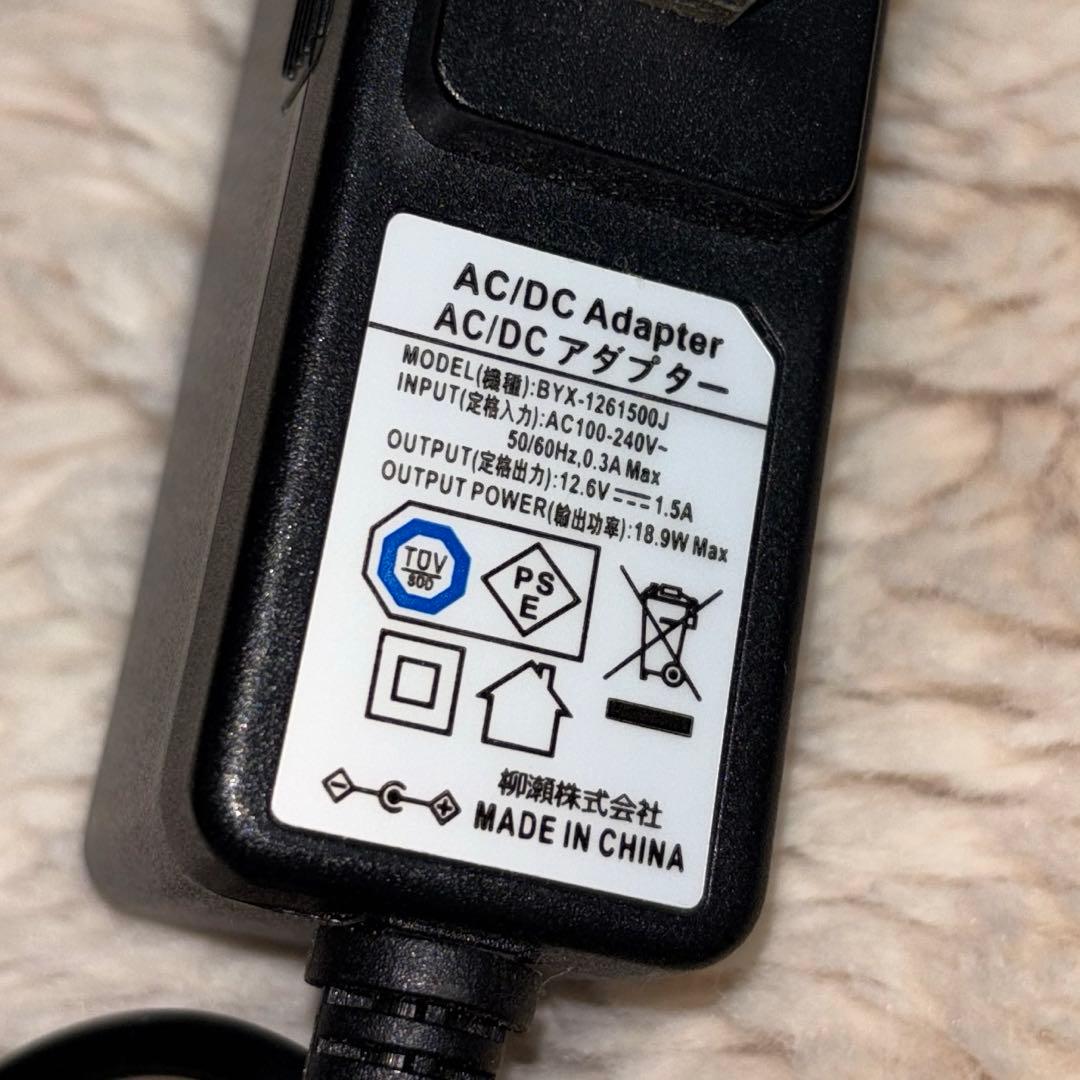 AC/DC Adapter
AC/DC アダプター
MODEL(機種):BYX-1261500J
INPUT(定格入力):AC100-240V~
50/60Hz,0.3A Max
OUTPUT(定格出力):12.6V⎓1.5A
OUTPUT POWER(輸出功率):18.9W Max
TÜV
SÜD
PS
E
柳瀬株式会社
MADE IN CHINA